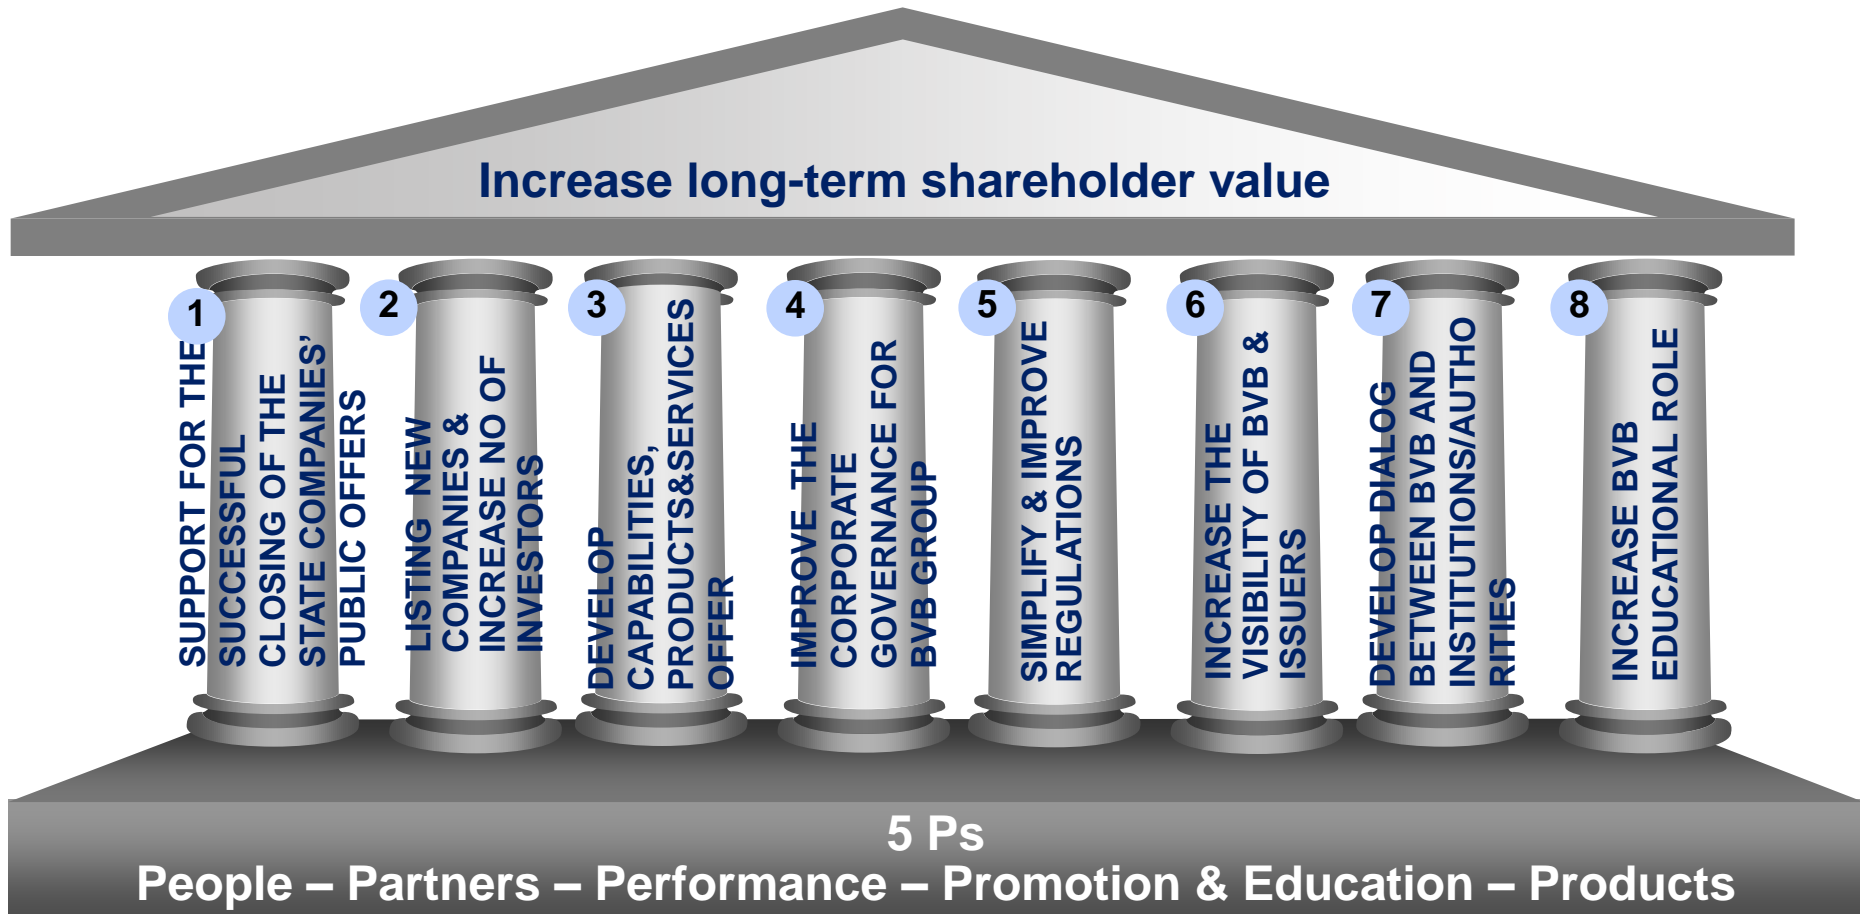 Increase long-term shareholder value
1
SUPPORT FOR THE
SUCCESSFUL
CLOSING OF THE
STATE COMPANIES’
PUBLIC OFFERS
2
LISTING NEW
COMPANIES &
INCREASE NO OF
INVESTORS
3
DEVELOP
CAPABILITIES,
PRODUCTS&SERVICES
OFFER
4
IMPROVE THE
CORPORATE
GOVERNANCE FOR
BVB GROUP
5
SIMPLIFY & IMPROVE
REGULATIONS
6
INCREASE THE
VISIBILITY OF BVB &
ISSUERS
7
DEVELOP DIALOG
BETWEEN BVB AND
INSTITUTIONS/AUTHO
RITIES
8
INCREASE BVB
EDUCATIONAL ROLE
5 Ps
People – Partners – Performance – Promotion & Education – Products